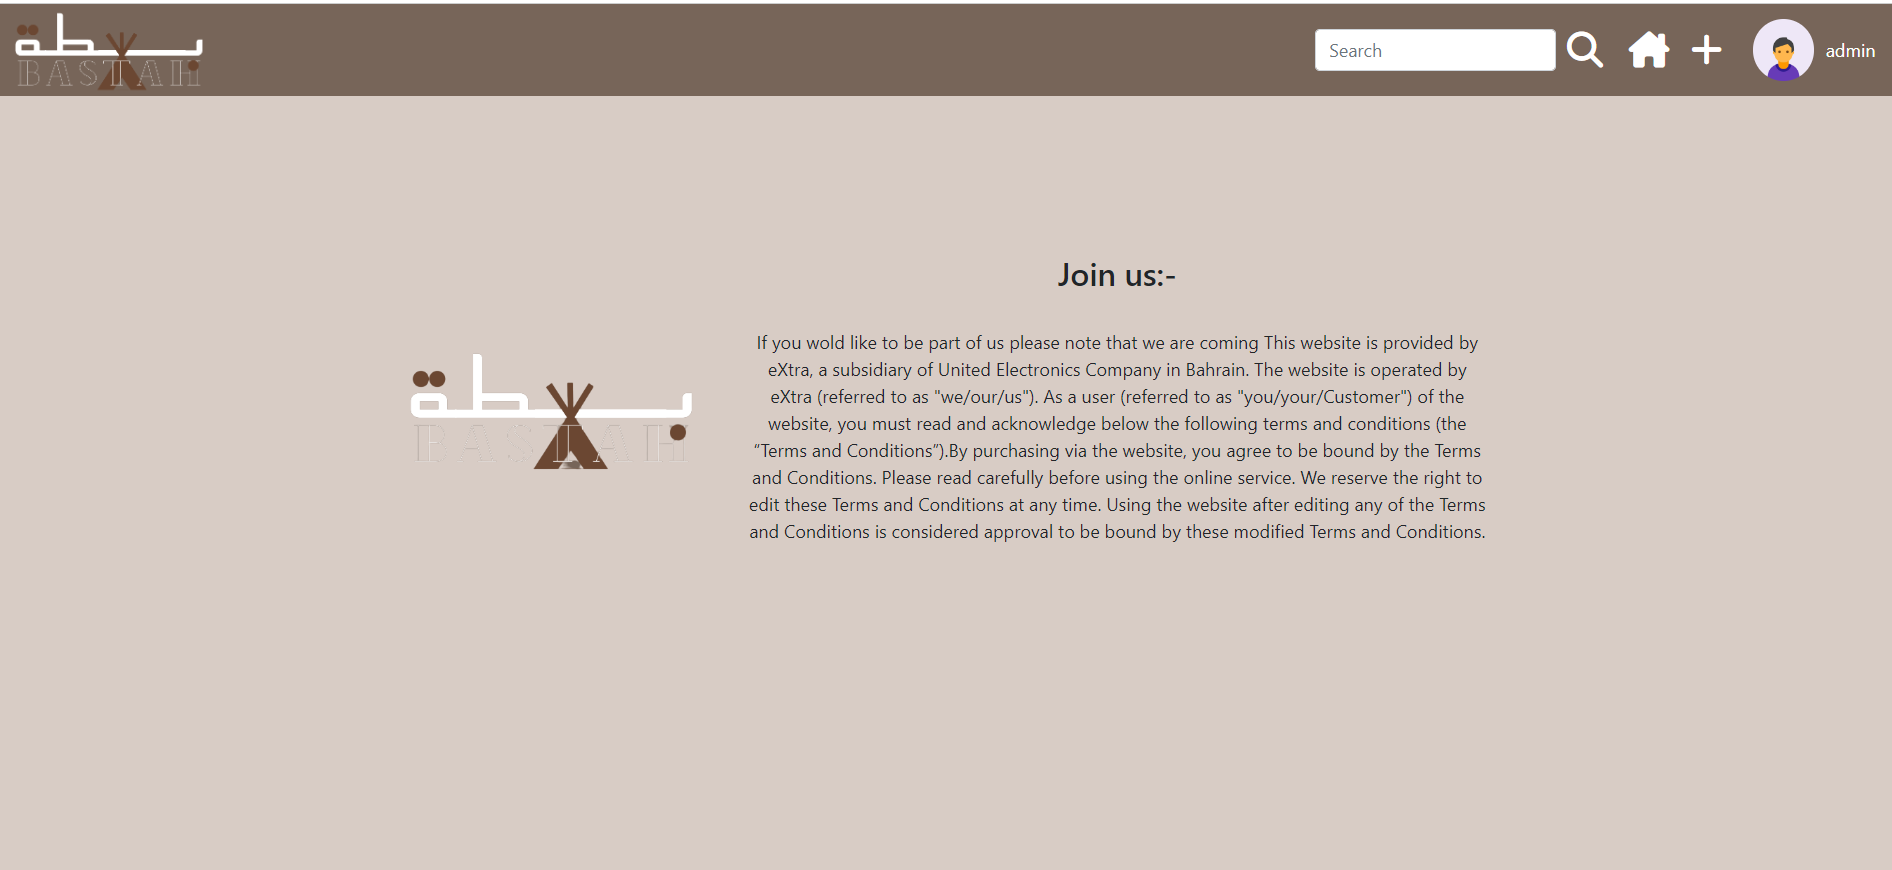 بسطة
BASTAH
Search
admin
Join us:-
If you wold like to be part of us please note that we are coming This website is provided by
eXtra, a subsidiary of United Electronics Company in Bahrain. The website is operated by
eXtra (referred to as "we/our/us"). As a user (referred to as "you/your/Customer") of the
website, you must read and acknowledge below the following terms and conditions (the
“Terms and Conditions”).By purchasing via the website, you agree to be bound by the Terms
and Conditions. Please read carefully before using the online service. We reserve the right to
edit these Terms and Conditions at any time. Using the website after editing any of the Terms
and Conditions is considered approval to be bound by these modified Terms and Conditions.
بسطة
BASTAH